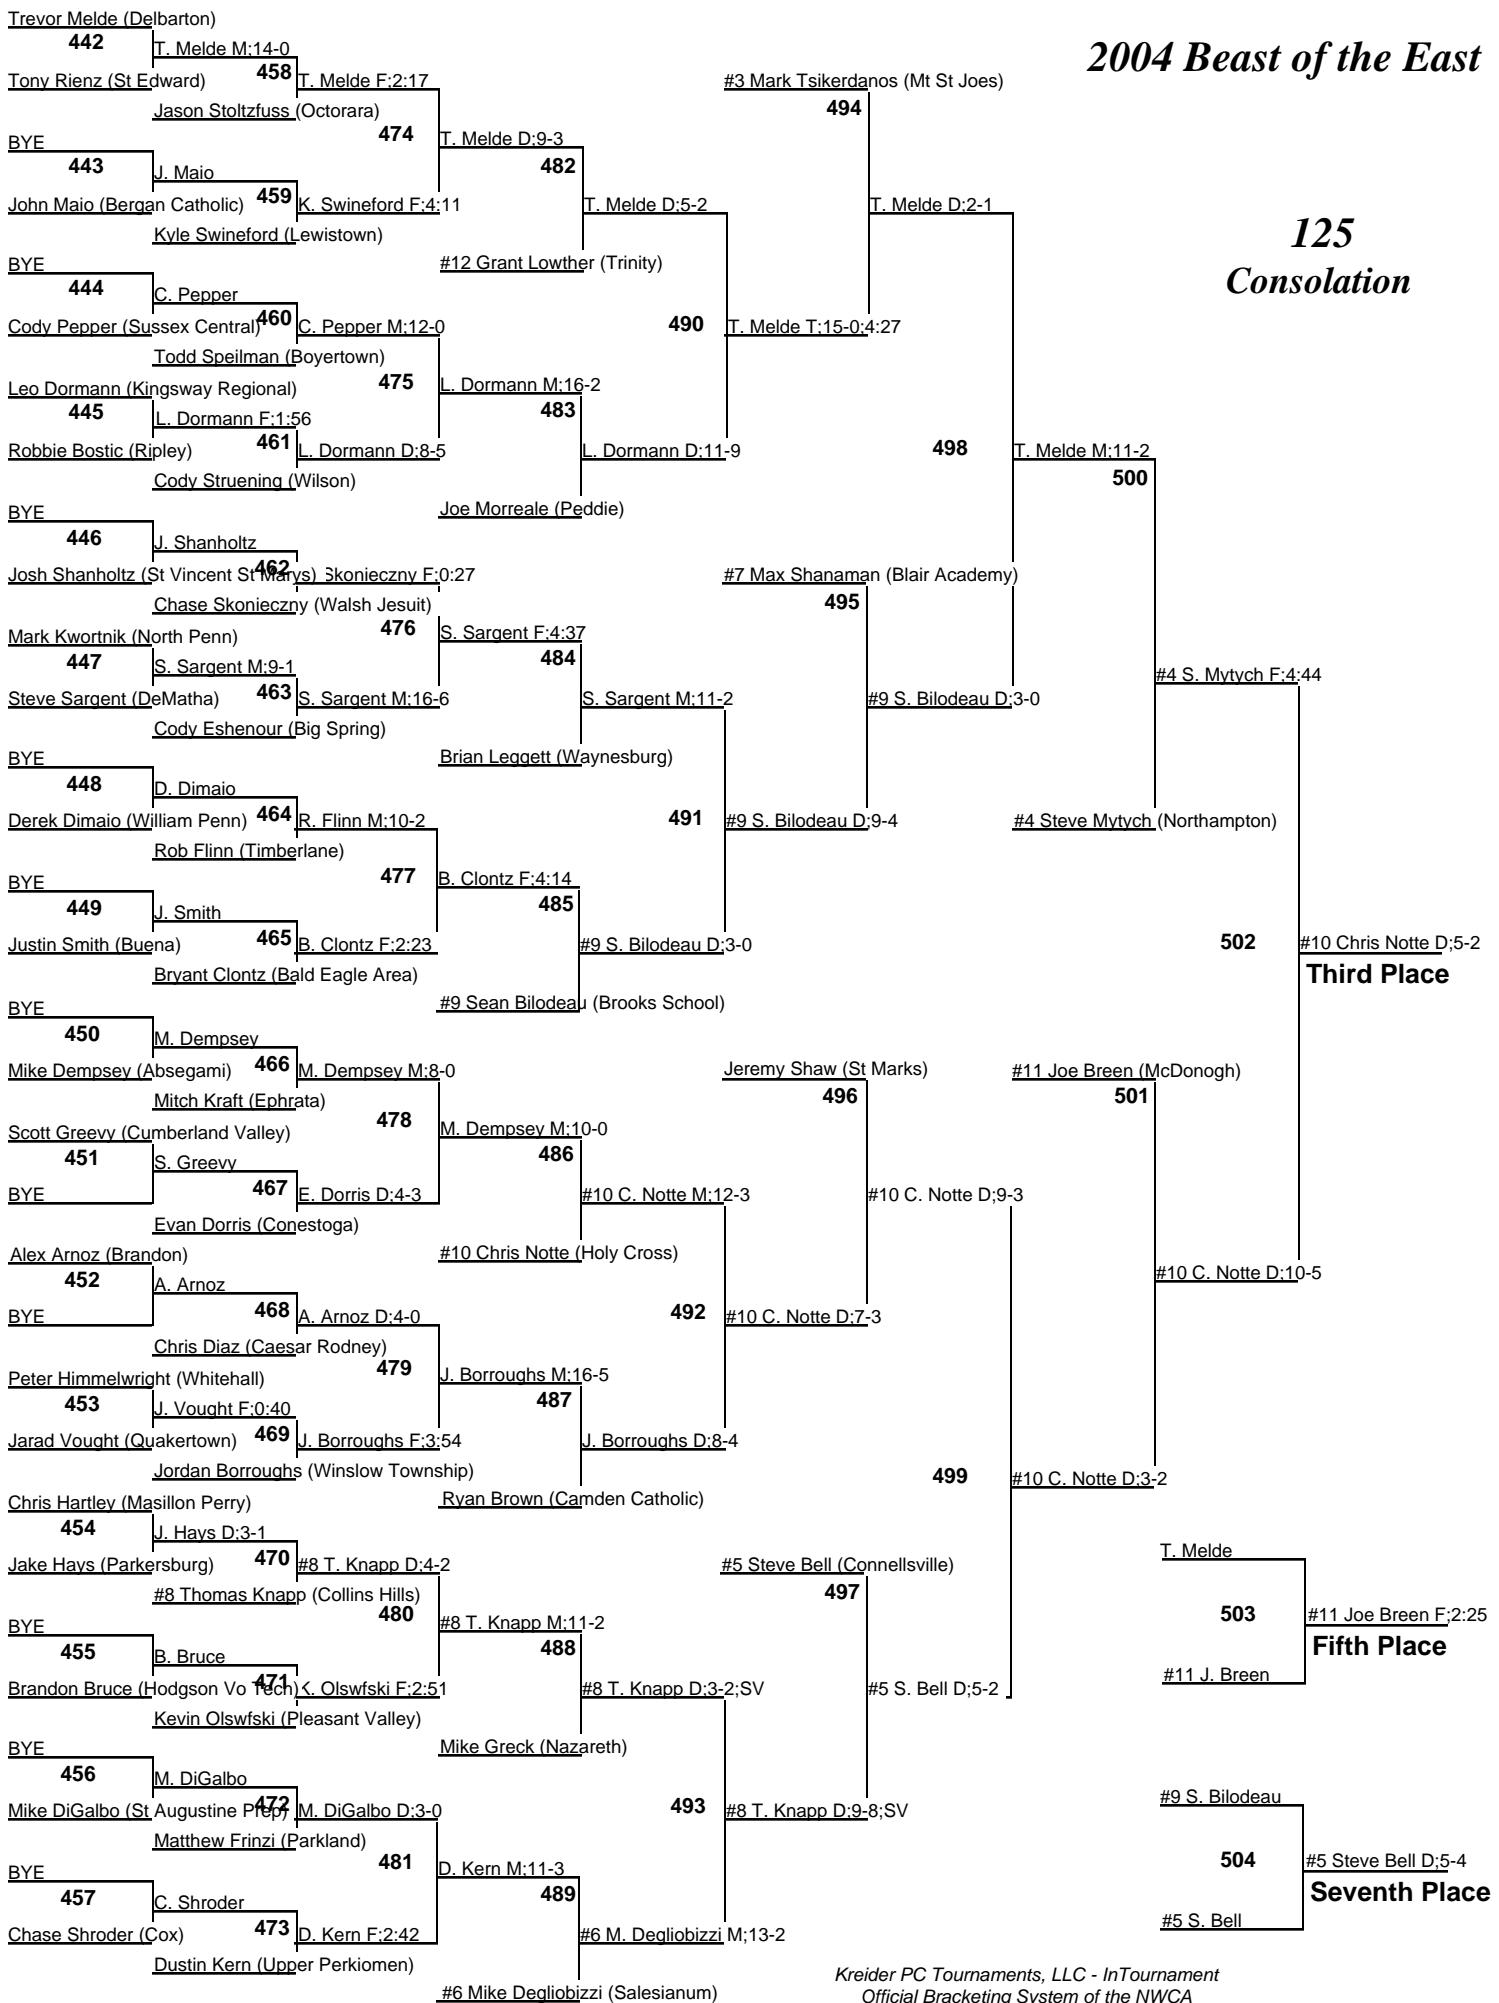 2004 Beast of the East
125
Consolation
Trevor Melde (Delbarton)
442
T. Melde M;14-0
Tony Rienz (St Edward)
458
T. Melde F;2:17
Jason Stoltzfuss (Octorara)
474
T. Melde D;9-3
BYE
443
J. Maio
482
John Maio (Bergan Catholic)
459
K. Swineford F;4:11
T. Melde D;5-2
Kyle Swineford (Lewistown)
#12 Grant Lowther (Trinity)
BYE
444
C. Pepper
Cody Pepper (Sussex Central)
460
C. Pepper M;12-0
490
T. Melde T;15-0;4:27
Todd Speilman (Boyertown)
475
L. Dormann M;16-2
Leo Dormann (Kingsway Regional)
445
L. Dormann F;1:56
483
Robbie Bostic (Ripley)
461
L. Dormann D;8-5
L. Dormann D;11-9
Cody Struening (Wilson)
Joe Morreale (Peddie)
#3 Mark Tsikerdanos (Mt St Joes)
494
T. Melde D;2-1
498
T. Melde M;11-2
500
BYE
446
J. Shanholtz
Josh Shanholtz (St Vincent St Marys)
462
Skonieczny F;0:27
Chase Skonieczny (Walsh Jesuit)
476
S. Sargent F;4:37
Mark Kwortnik (North Penn)
447
S. Sargent M;9-1
484
Steve Sargent (DeMatha)
463
S. Sargent M;16-6
S. Sargent M;11-2
Cody Eshenour (Big Spring)
Brian Leggett (Waynesburg)
#7 Max Shanaman (Blair Academy)
495
#9 S. Bilodeau D;3-0
#4 S. Mytych F;4:44
BYE
448
D. Dimaio
Derek Dimaio (William Penn)
464
R. Flinn M;10-2
491
#9 S. Bilodeau D;9-4
#4 Steve Mytych (Northampton)
Rob Flinn (Timberlane)
477
B. Clontz F;4:14
BYE
449
J. Smith
485
Justin Smith (Buena)
465
B. Clontz F;2:23
#9 S. Bilodeau D;3-0
Bryant Clontz (Bald Eagle Area)
#9 Sean Bilodeau (Brooks School)
502
#10 Chris Notte D;5-2
Third Place
BYE
450
M. Dempsey
Mike Dempsey (Absegami)
466
M. Dempsey M;8-0
Mitch Kraft (Ephrata)
478
M. Dempsey M;10-0
Scott Greevy (Cumberland Valley)
451
S. Greevy
486
BYE
467
E. Dorris D;4-3
#10 C. Notte M;12-3
Evan Dorris (Conestoga)
#10 Chris Notte (Holy Cross)
Jeremy Shaw (St Marks)
496
#10 C. Notte D;9-3
#11 Joe Breen (McDonogh)
501
#10 C. Notte D;10-5
Alex Arnoz (Brandon)
452
A. Arnoz
BYE
468
A. Arnoz D;4-0
492
#10 C. Notte D;7-3
Chris Diaz (Caesar Rodney)
479
J. Borroughs M;16-5
Peter Himmelwright (Whitehall)
453
J. Vought F;0:40
487
Jarad Vought (Quakertown)
469
J. Borroughs F;3:54
J. Borroughs D;8-4
Jordan Borroughs (Winslow Township)
Ryan Brown (Camden Catholic)
499
#10 C. Notte D;3-2
Chris Hartley (Masillon Perry)
454
J. Hays D;3-1
Jake Hays (Parkersburg)
470
#8 T. Knapp D;4-2
#8 Thomas Knapp (Collins Hills)
480
#8 T. Knapp M;11-2
BYE
455
B. Bruce
488
Brandon Bruce (Hodgson Vo Tech)
471
K. Olswfski F;2:51
#8 T. Knapp D;3-2;SV
Kevin Olswfski (Pleasant Valley)
Mike Greck (Nazareth)
#5 Steve Bell (Connellsville)
497
#5 S. Bell D;5-2
T. Melde
503
#11 Joe Breen F;2:25
Fifth Place
#11 J. Breen
BYE
456
M. DiGalbo
Mike DiGalbo (St Augustine Prep)
472
M. DiGalbo D;3-0
493
#8 T. Knapp D;9-8;SV
Matthew Frinzi (Parkland)
481
D. Kern M;11-3
BYE
457
C. Shroder
489
Chase Shroder (Cox)
473
D. Kern F;2:42
#6 M. Degliobizzi M;13-2
Dustin Kern (Upper Perkiomen)
#6 Mike Degliobizzi (Salesianum)
#9 S. Bilodeau
504
#5 Steve Bell D;5-4
Seventh Place
#5 S. Bell
Kreider PC Tournaments, LLC - InTournament
Official Bracketing System of the NWCA